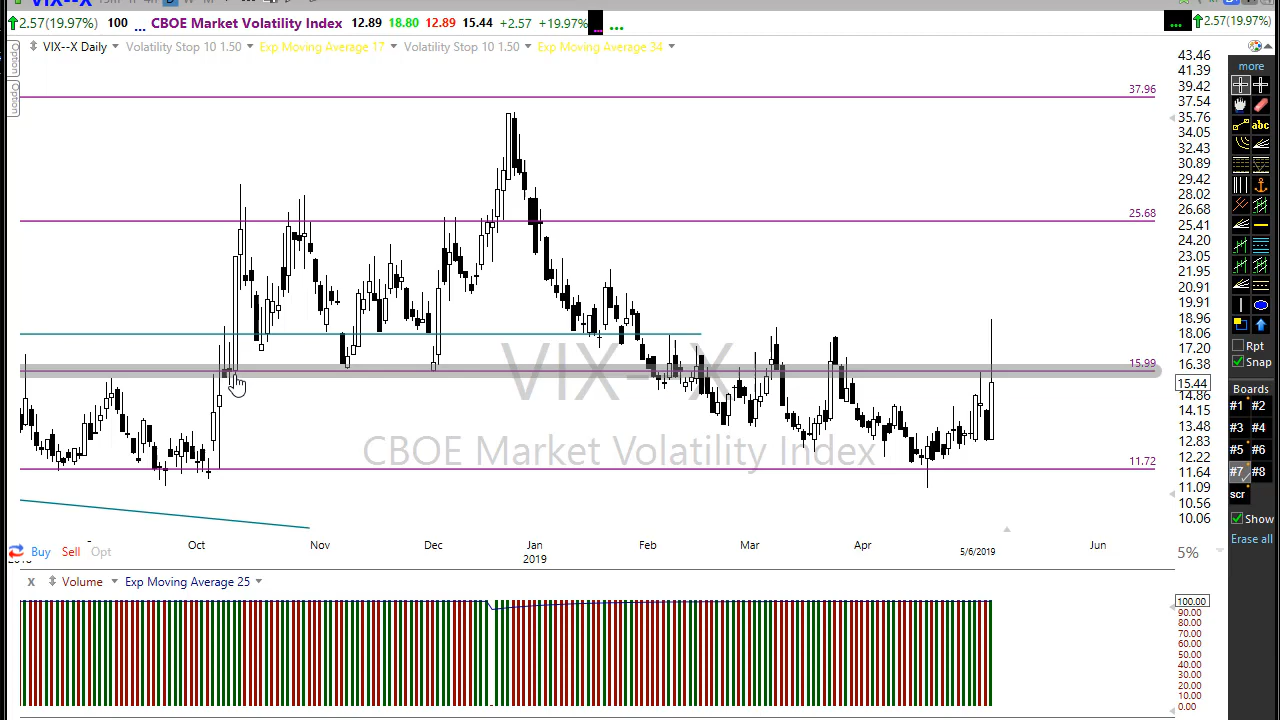 VIX--X
2.57(19.97%) 100 ... CBOE Market Volatility Index 12.89 18.80 12.89 15.44 +2.57 +19.97% ... ... ... 2.57(19.97%)
VIX--X Daily Volatility Stop 10 1.50 Exp Moving Average 17 Volatility Stop 10 1.50 Exp Moving Average 34
Option
Option
more
abc
Rpt
Snap
Boards
#1 #2
#3 #4
#5 #6
#7 #8
scr
Show
Erase all
43.46
41.39
39.42
37.54
35.76
34.05
32.43
30.89
29.42
28.02
26.68
25.41
24.20
23.05
21.95
20.91
19.91
18.96
18.06
17.20
16.38
15.44
14.86
14.15
13.48
12.83
12.22
11.64
11.09
10.56
10.06
5%
37.96
25.68
15.99
11.72
VIX--X
CBOE Market Volatility Index
Oct Nov Dec Jan Feb Mar Apr 5/6/2019 Jun
2019
Buy Sell Opt
X Volume Exp Moving Average 25
100.00
90.00
80.00
70.00
60.00
50.00
40.00
30.00
20.00
10.00
0.00